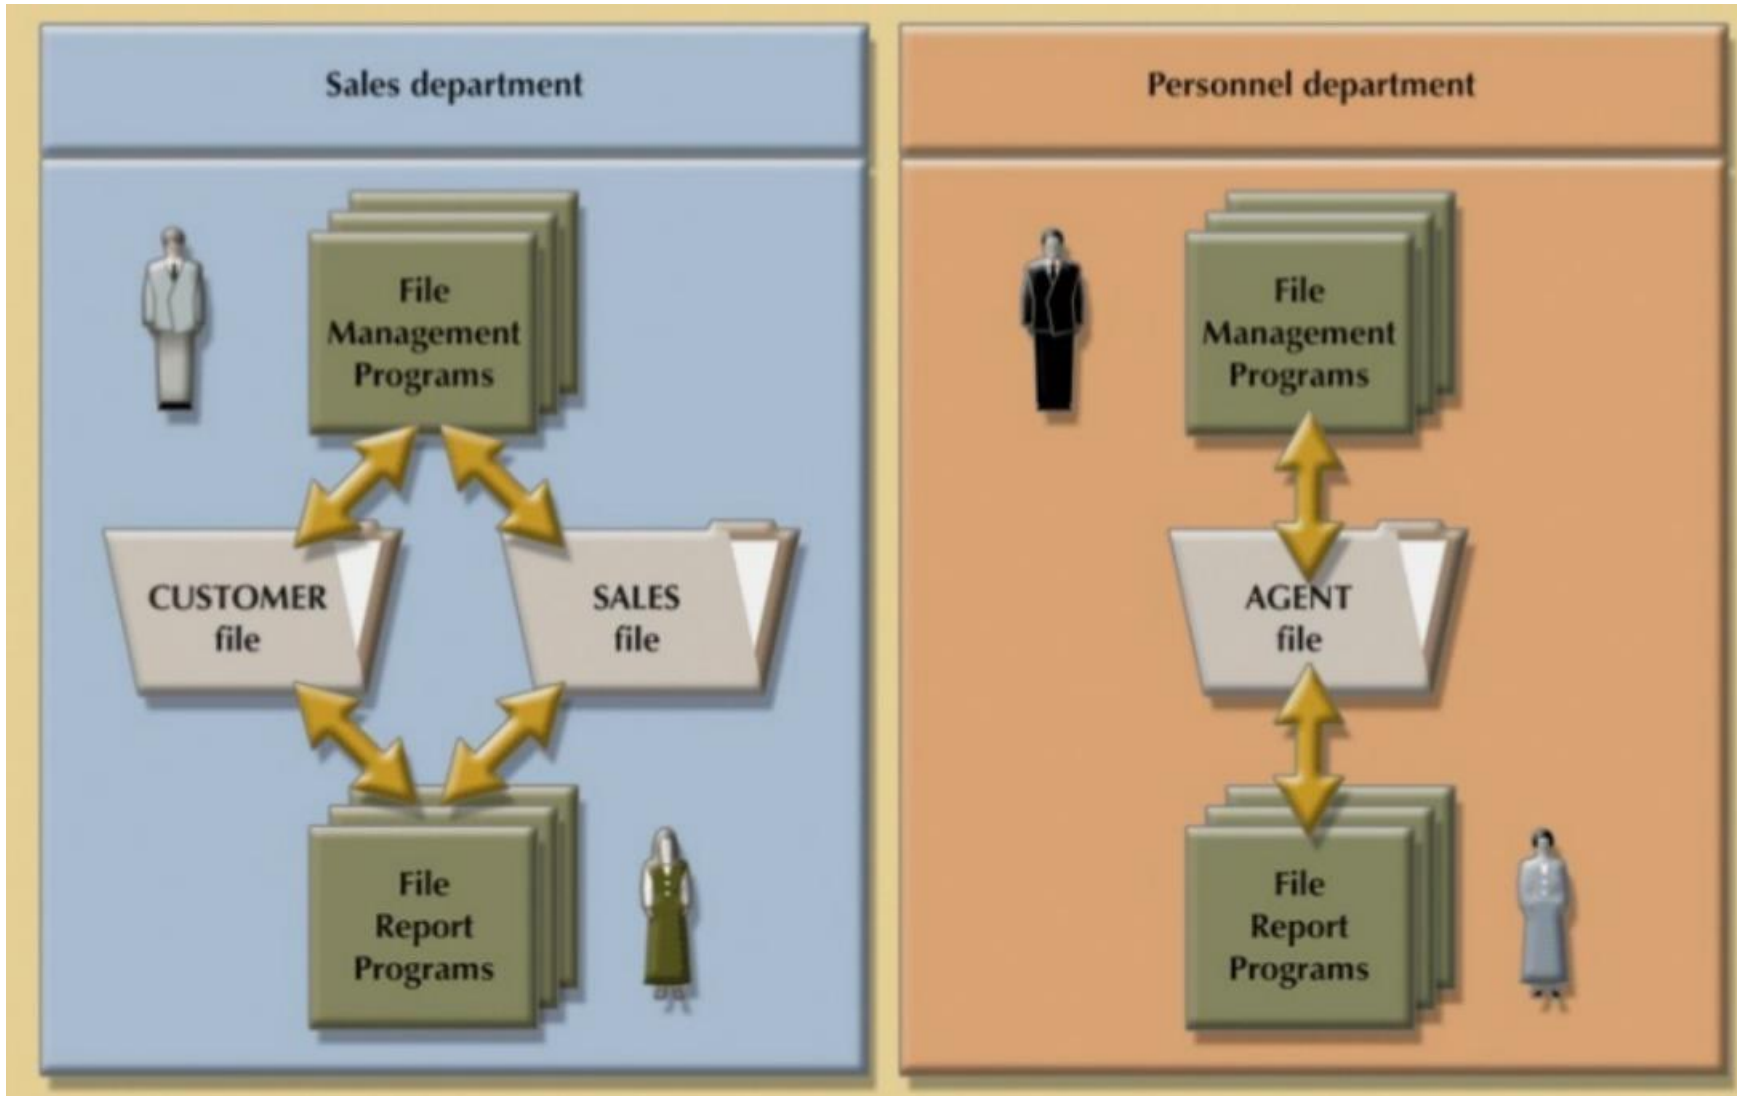 Sales department
File
Management
Programs
CUSTOMER
file
SALES
file
File
Report
Programs
Personnel department
File
Management
Programs
AGENT
file
File
Report
Programs